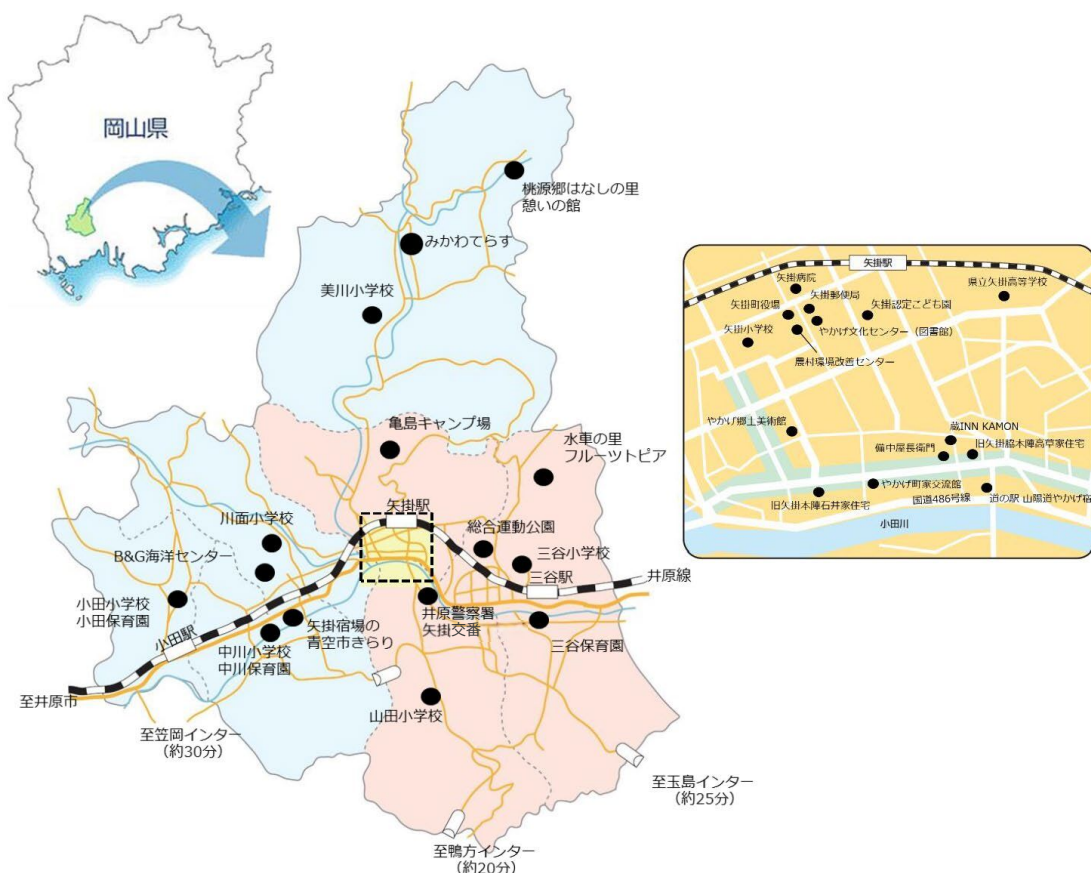 岡山県
桃源郷はなしの里
憩いの館
みかわてらす
美川小学校
亀島キャンプ場
水車の里
フルーツトピア
矢掛駅
川面小学校
総合運動公園
B&G海洋センター
三谷小学校
三谷駅
井原線
小田小学校
小田保育園
小田駅
矢掛宿場の
青空市きらり
井原警察署
矢掛交番
中川小学校
中川保育園
三谷保育園
至井原市
山田小学校
至笠岡インター
(約30分)
至玉島インター
(約25分)
至鴨方インター
(約20分)
矢掛駅
矢掛病院
県立矢掛高等学校
矢掛町役場
矢掛郵便局
矢掛認定こども園
矢掛小学校
やかげ文化センター(図書館)
農村環境改善センター
やかげ郷土美術館
蔵INN KAMON
備中屋長衛門
旧矢掛脇本陣高草家住宅
やかげ町家交流館
旧矢掛本陣石井家住宅
国道486号線
道の駅 山陽道やかげ宿
小田川